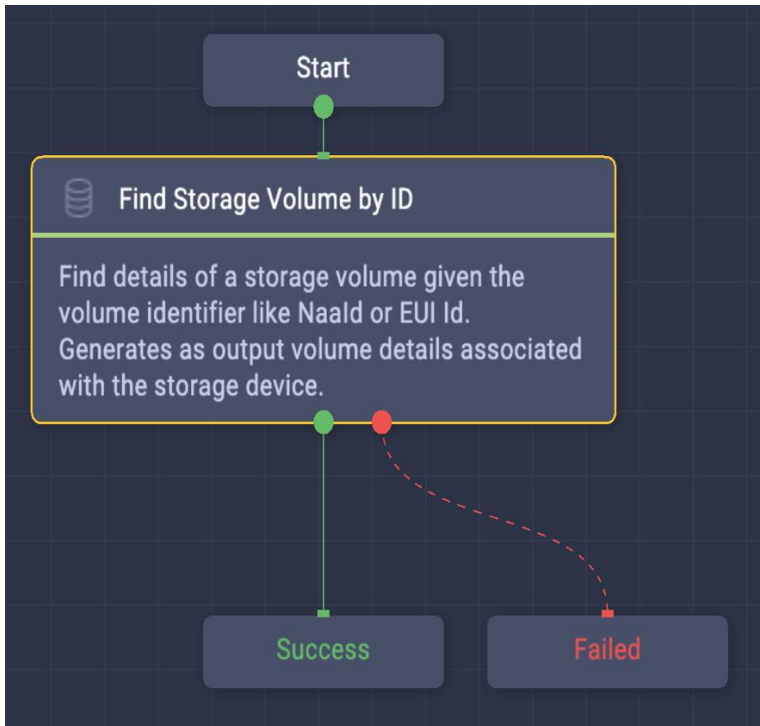 Start
Find Storage Volume by ID
Find details of a storage volume given the
volume identifier like NaaId or EUI Id.
Generates as output volume details associated
with the storage device.
Success
Failed